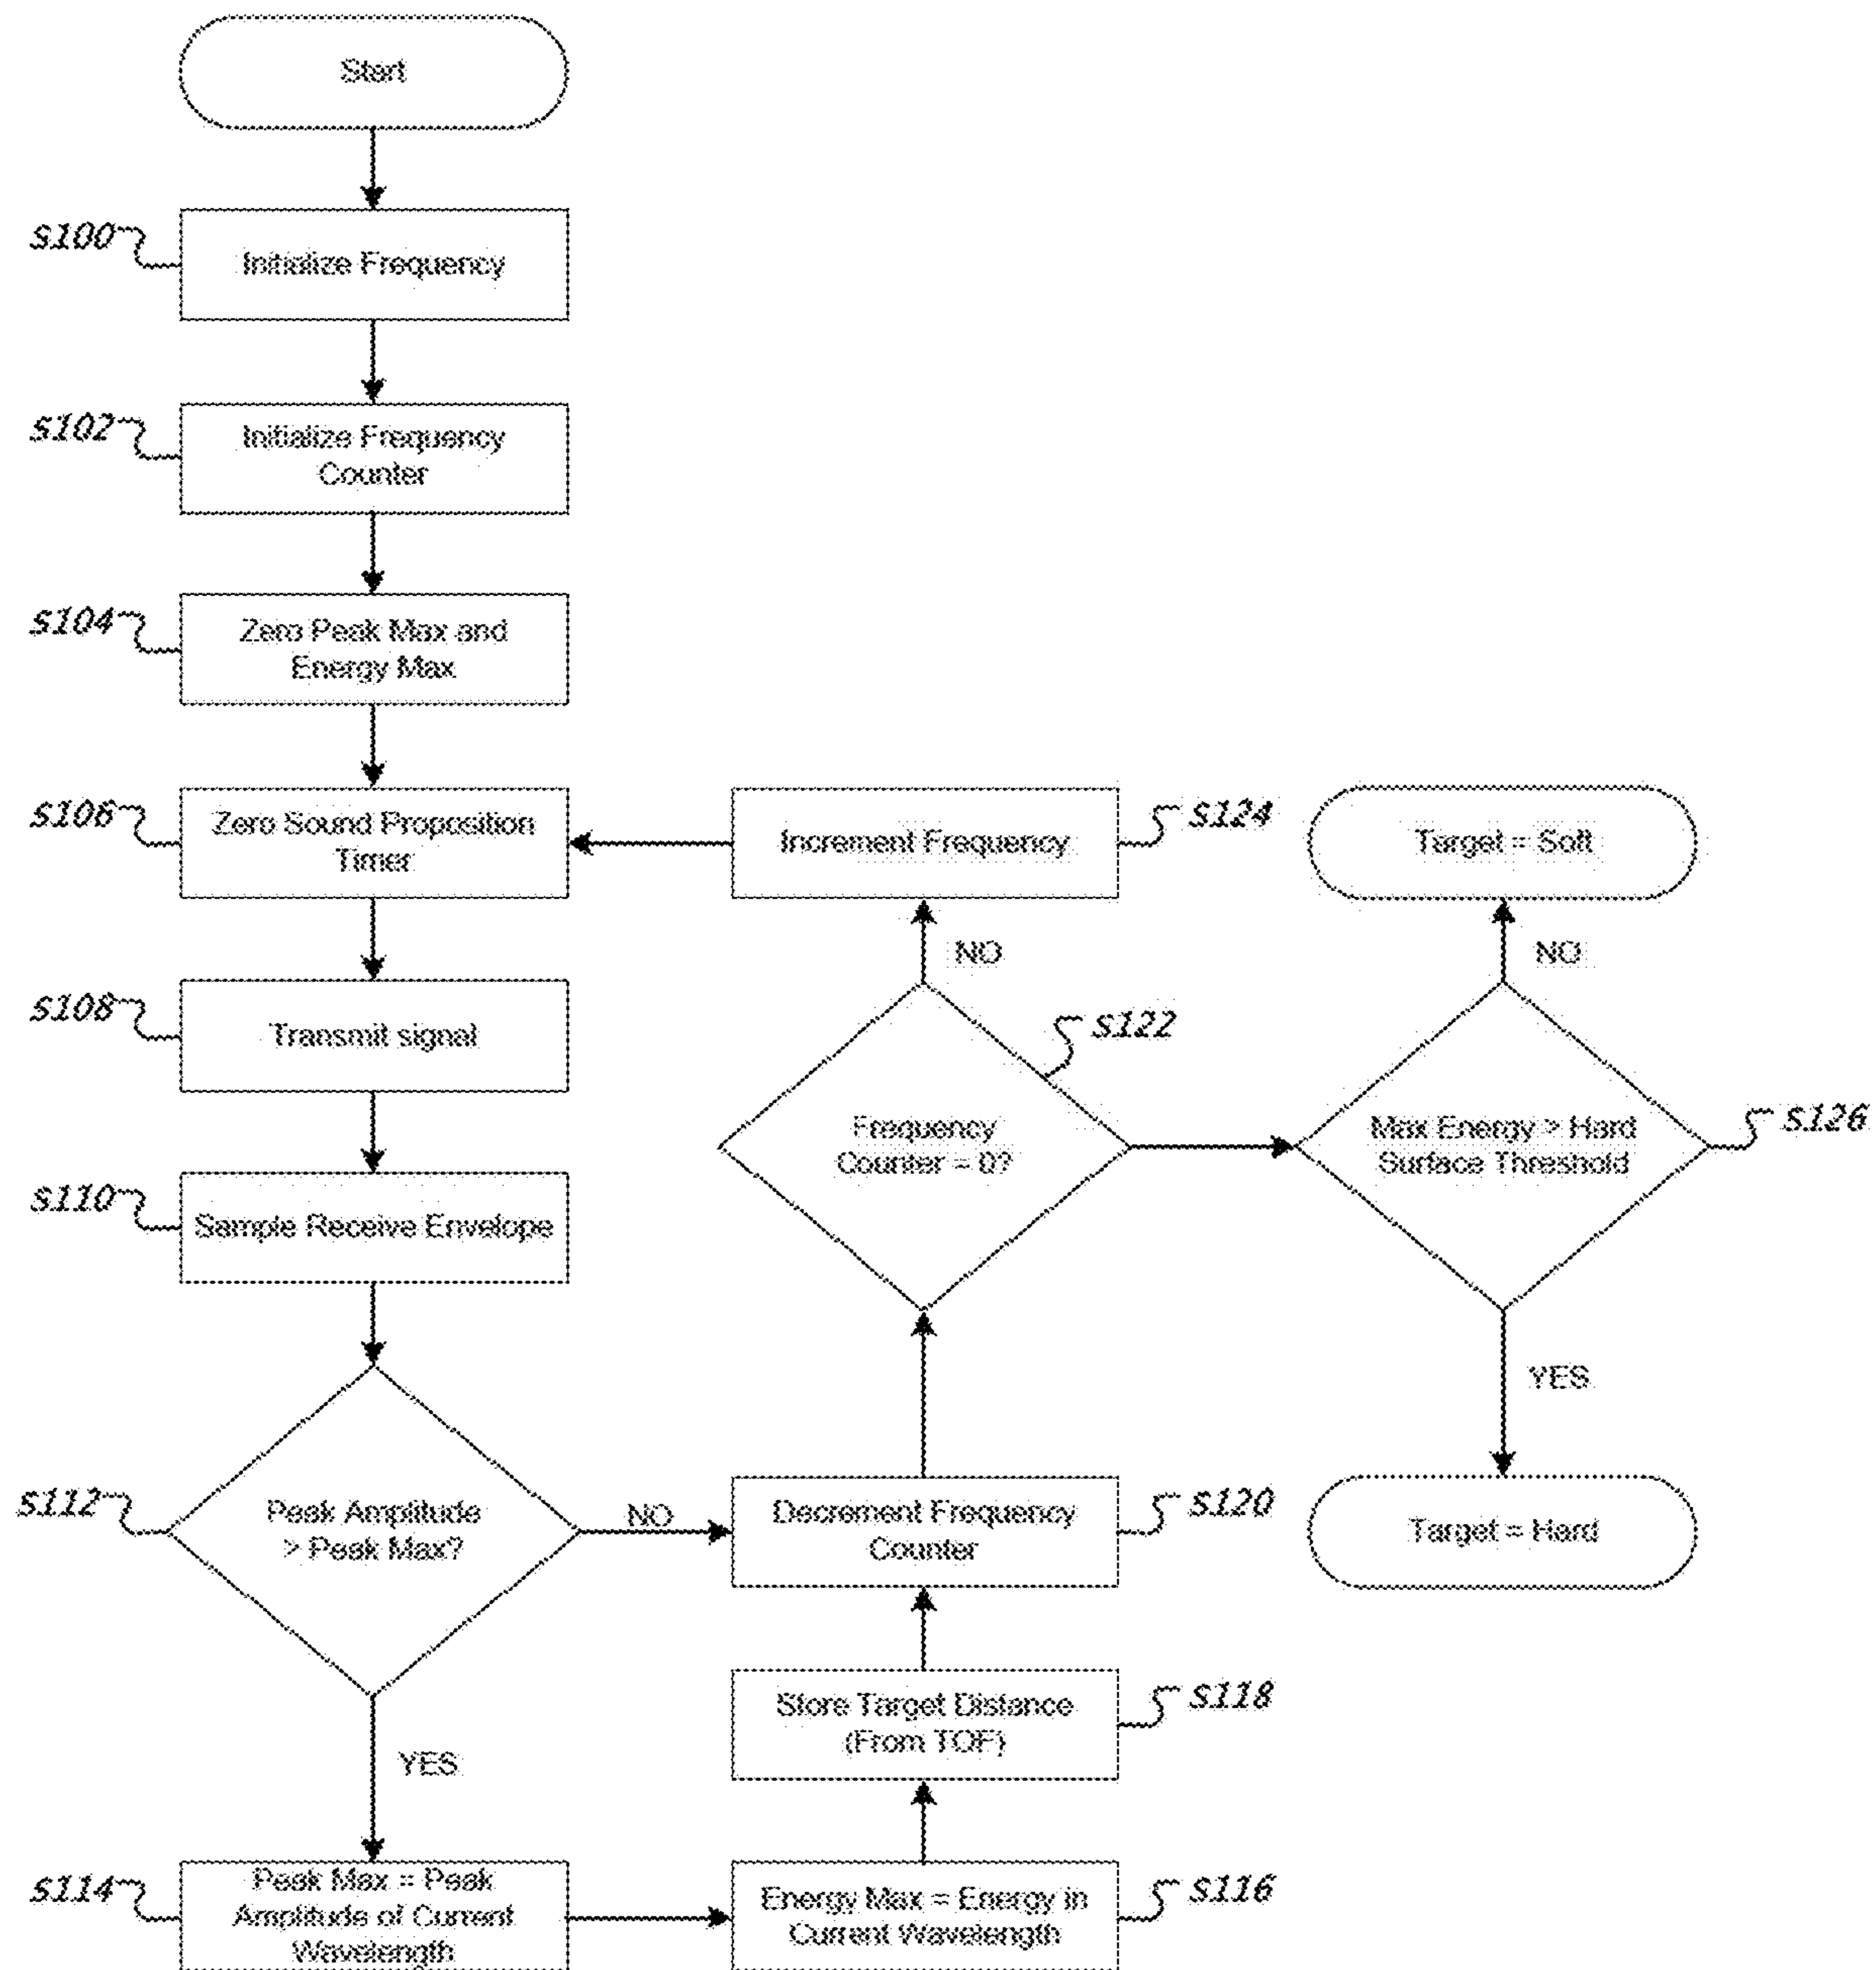 Start
S100
Initialize Frequency
S102
Initialize Frequency
Counter
S104
Zero Peak Max and
Energy Max
S106
Zero Sound Proposition
Timer
Increment Frequency
S124
Target = Soft
NO
NO
S108
Transmit signal
S122
Frequency
Counter = 0?
Max Energy > Hard
Surface Threshold
S126
S110
Sample Receive Envelope
YES
S112
Peak Amplitude
> Peak Max?
NO
Decrement Frequency
Counter
S120
Target = Hard
Store Target Distance
(From TOF)
S118
YES
S114
Peak Max = Peak
Amplitude of Current
Wavelength
Energy Max = Energy in
Current Wavelength
S116